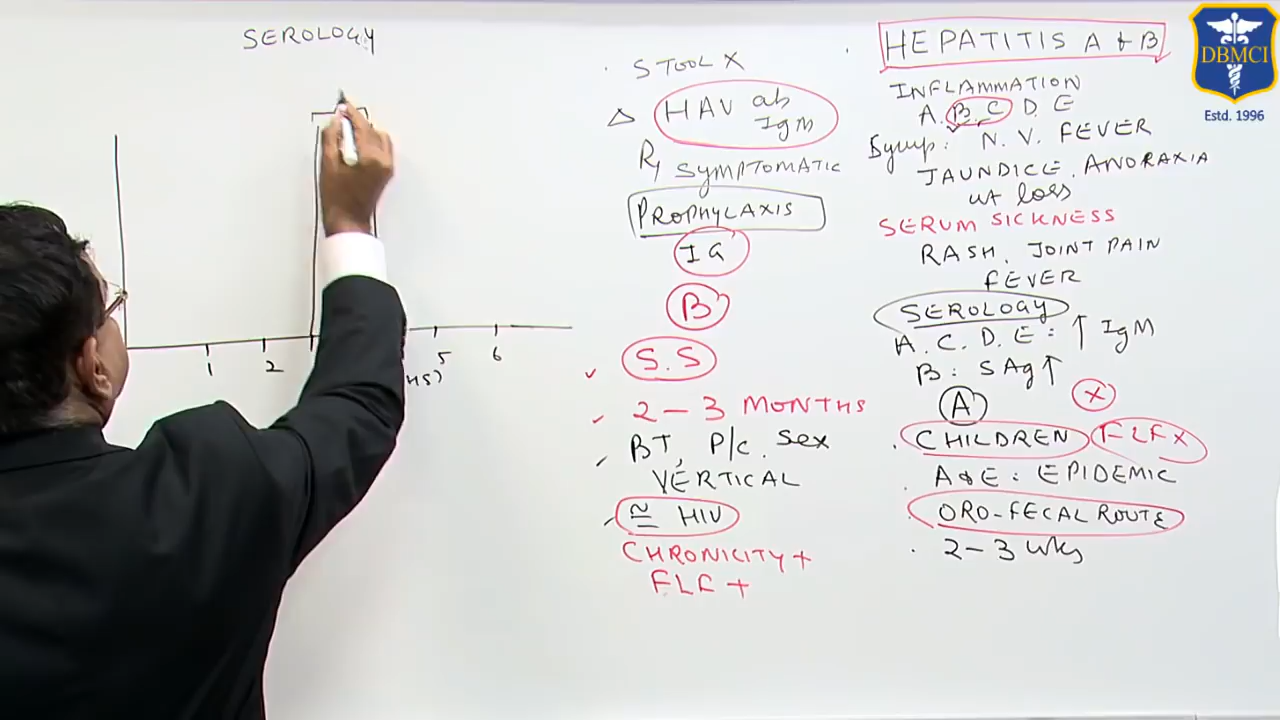 SEROLOGY
1 2 5 6
HS)
STOOL X
△ HAV ab
IgM
Rx SYMPTOMATIC
PROPHYLAXIS
IG
B
S.S
2-3 MONTHS
BT, P/c. Sex
VERTICAL
≅ HIV
CHRONICITY +
FLF +
HEPATITIS A & B
INFLAMMATION
A. B, C D E
Symp: N. V. FEVER
JAUNDICE, ANORAXIA
wt loss
SERUM SICKNESS
RASH, JOINT PAIN
FEVER
SEROLOGY
A. C. D. E: ↑ IgM
B: SAg ↑
A X
CHILDREN FLF X
A & E: EPIDEMIC
ORO-FECAL ROUTE
2-3 wks
DBMCI
Estd. 1996